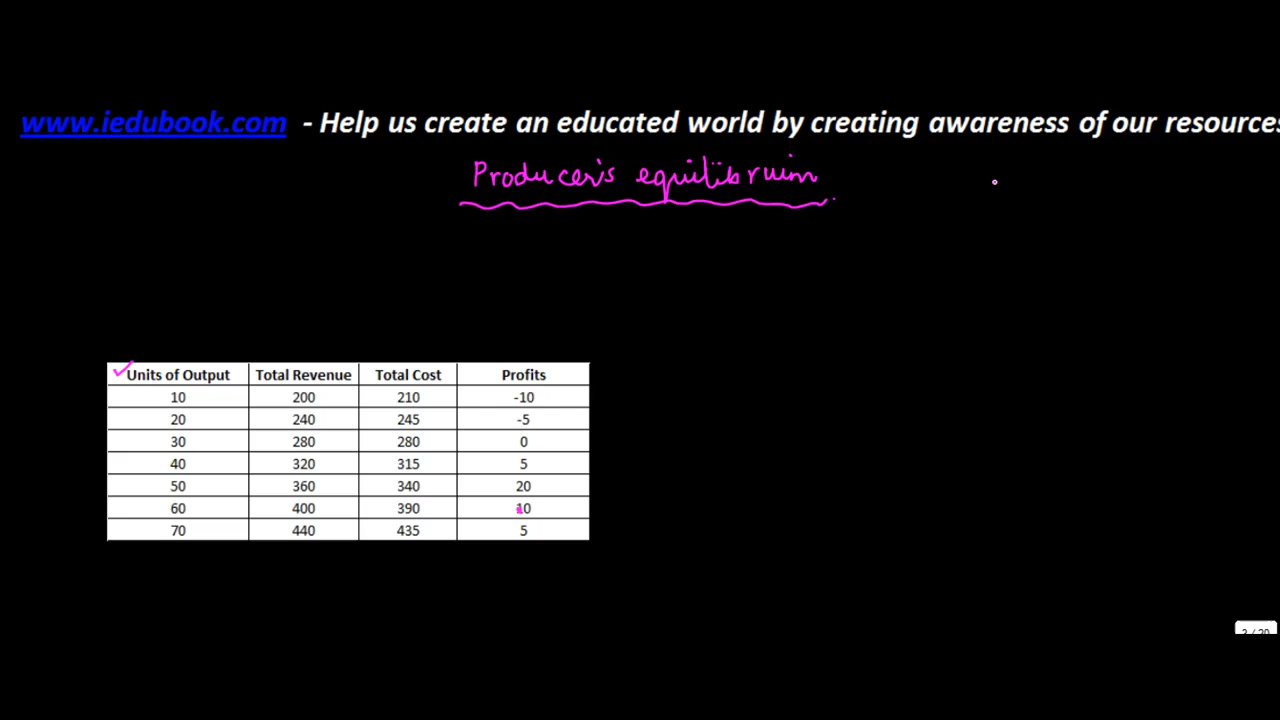 www.iedubook.com - Help us create an educated world by creating awareness of our resources
Producer's equilibruim
Units of Output Total Revenue Total Cost Profits
10 200 210 -10
20 240 245 -5
30 280 280 0
40 320 315 5
50 360 340 20
60 400 390 10
70 440 435 5